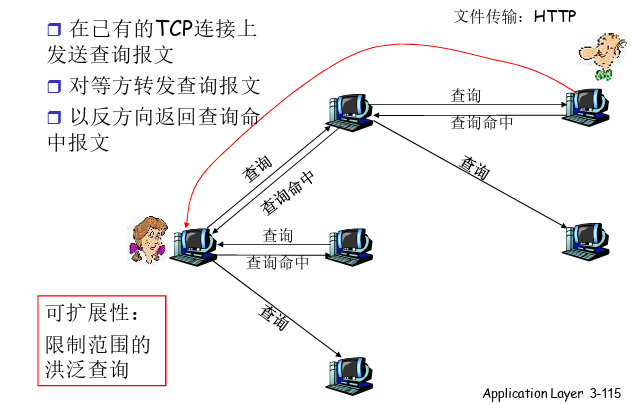 在已有的TCP连接上
发送查询报文
对等方转发查询报文
以反方向返回查询命
中报文
文件传输：HTTP
查询
查询命中
查询
查询
查询命中
查询
查询命中
查询
可扩展性：
限制范围的
洪泛查询
Application Layer 3-115